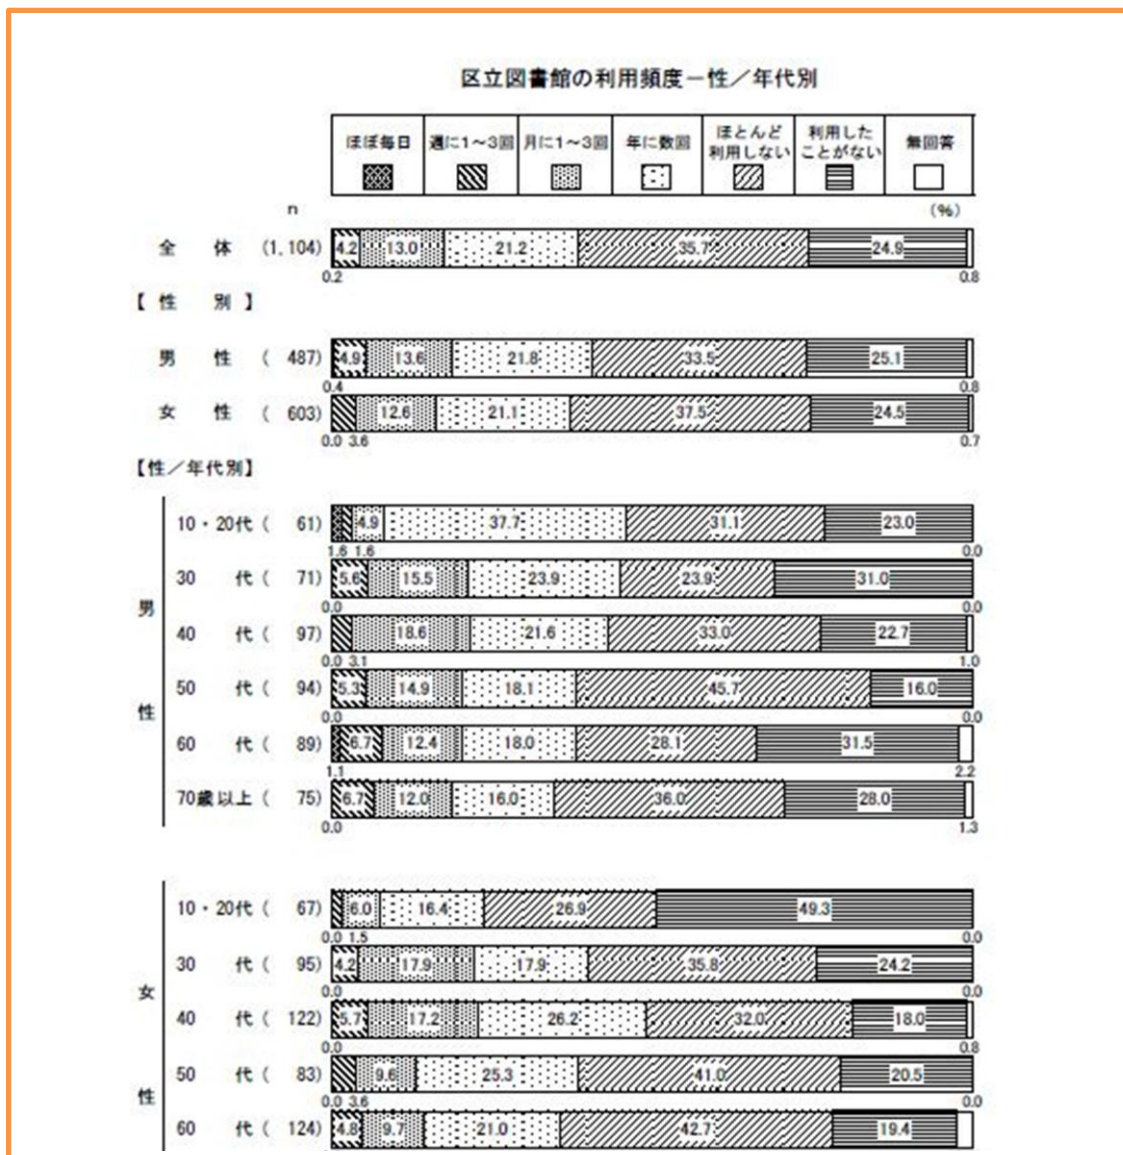 区立図書館の利用頻度－性／年代別
ほぼ毎日 週に1～3回 月に1～3回 年に数回 ほとんど利用しない 利用したことがない 無回答
n (％)
全 体 (1,104) 4.2 13.0 21.2 35.7 24.9
0.2 0.8
【 性 別 】
男 性 ( 487) 4.9 13.6 21.8 33.5 25.1
0.4 0.8
女 性 ( 603) 12.6 21.1 37.5 24.5
0.0 3.6 0.7
【性／年代別】
男性
10・20代 ( 61) 4.9 37.7 31.1 23.0
1.6 1.6 0.0
30 代 ( 71) 5.6 15.5 23.9 23.9 31.0
0.0 0.0
40 代 ( 97) 18.6 21.6 33.0 22.7
0.0 3.1 1.0
50 代 ( 94) 5.3 14.9 18.1 45.7 16.0
0.0 0.0
60 代 ( 89) 6.7 12.4 18.0 28.1 31.5
1.1 2.2
70歳以上 ( 75) 6.7 12.0 16.0 36.0 28.0
0.0 1.3
女性
10・20代 ( 67) 6.0 16.4 26.9 49.3
0.0 1.5 0.0
30 代 ( 95) 4.2 17.9 17.9 35.8 24.2
0.0 0.0
40 代 ( 122) 5.7 17.2 26.2 32.0 18.0
0.0 0.8
50 代 ( 83) 9.6 25.3 41.0 20.5
0.0 3.6 0.0
60 代 ( 124) 4.8 9.7 21.0 42.7 19.4